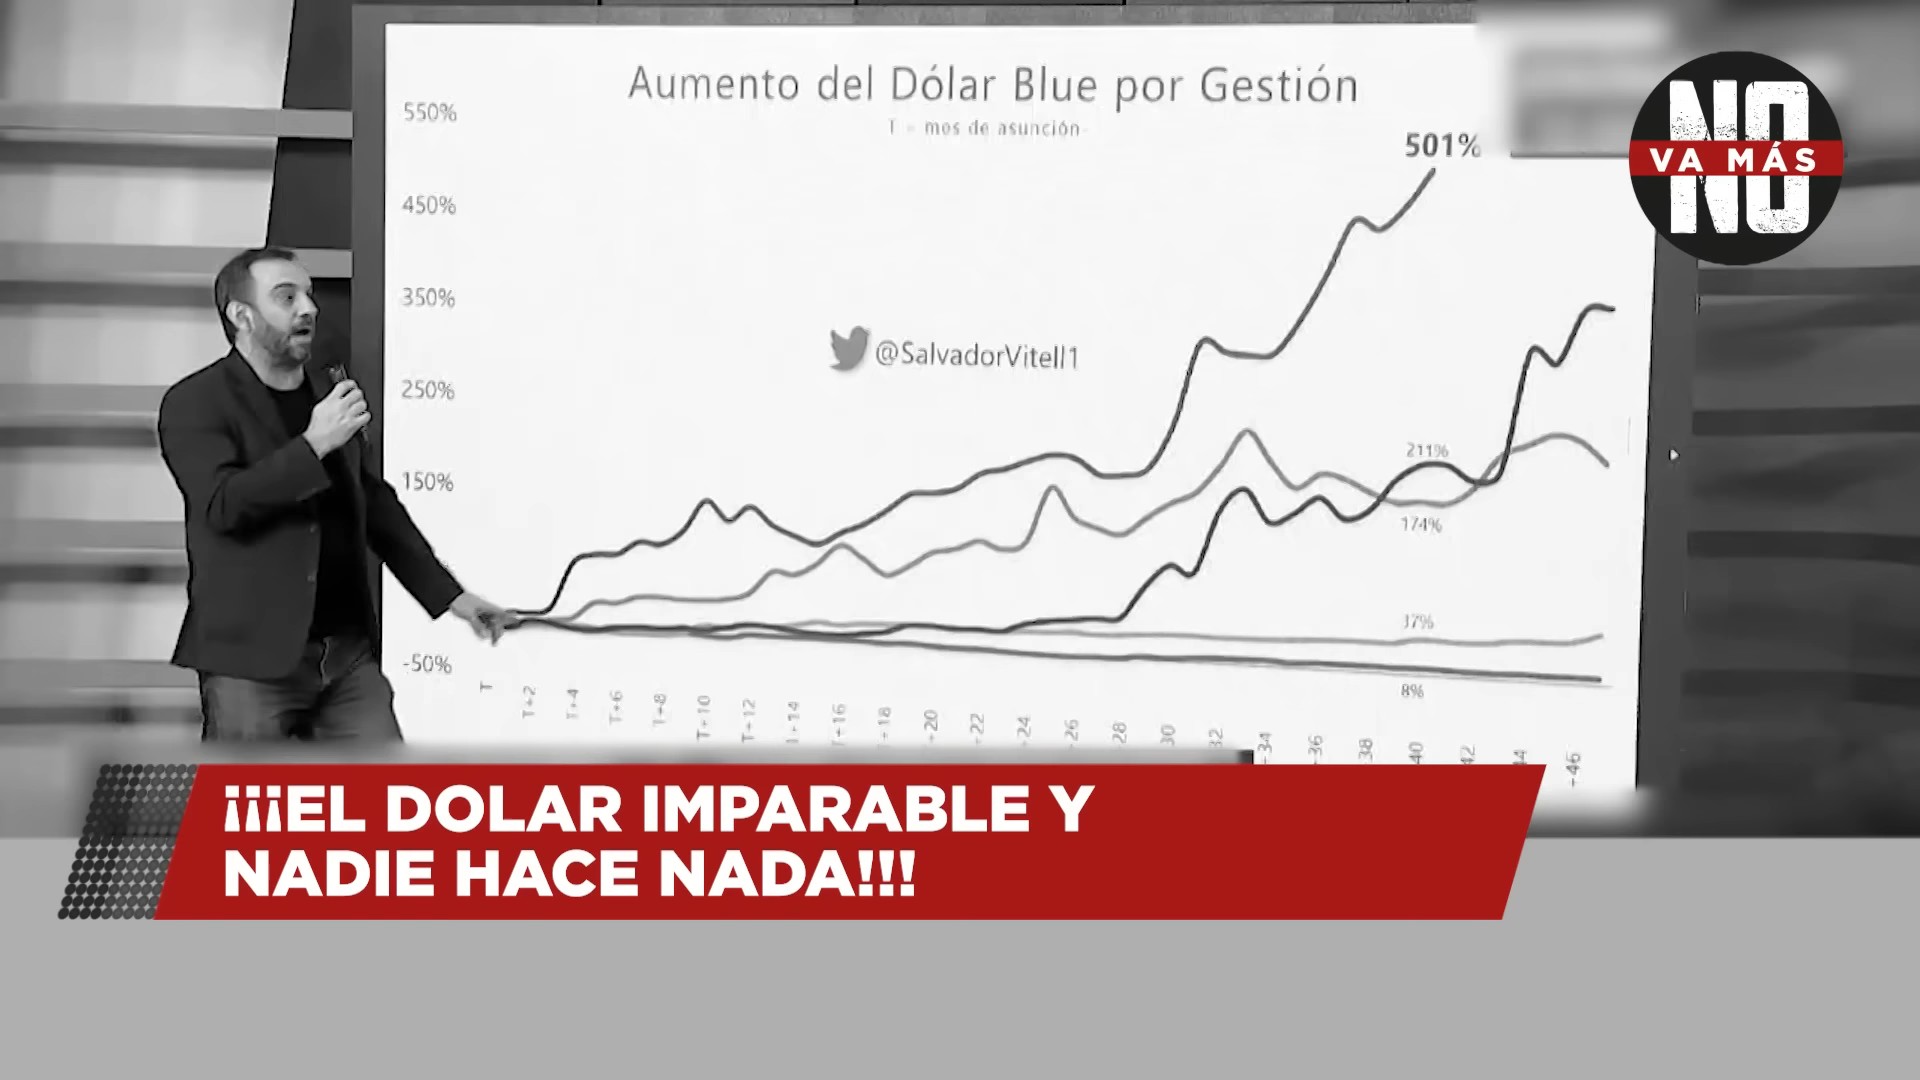 Aumento del Dólar Blue por Gestión
T = mes de asunción
550%
450%
350%
250%
150%
-50%
501%
@SalvadorVitell1
211%
174%
8%
T
T+2
T+4
T+6
T+8
T+10
T+12
T+16
NO
VA MÁS
NO
¡¡¡EL DOLAR IMPARABLE Y
NADIE HACE NADA!!!